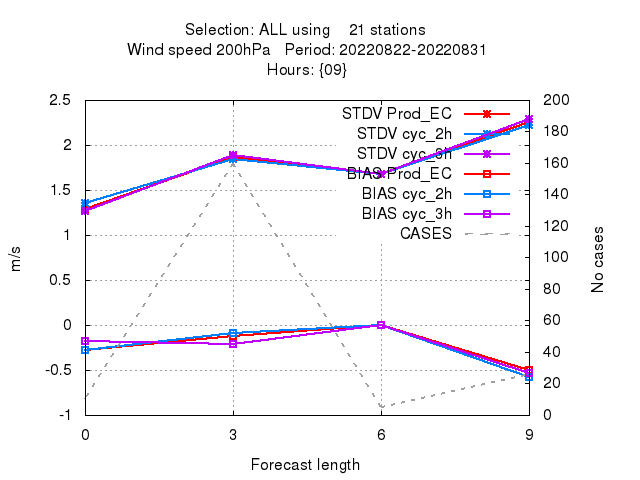 Selection: ALL using 21 stations
Wind speed 200hPa Period: 20220822-20220831
Hours: {09}
2.5
2
1.5
1
0.5
0
-0.5
-1
m/s
STDV Prod_EC
STDV cyc_2h
STDV cyc_3h
BIAS Prod_EC
BIAS cyc_2h
BIAS cyc_3h
CASES
200
180
160
140
120
100
80
60
40
20
0
No cases
0 3 6 9
Forecast length